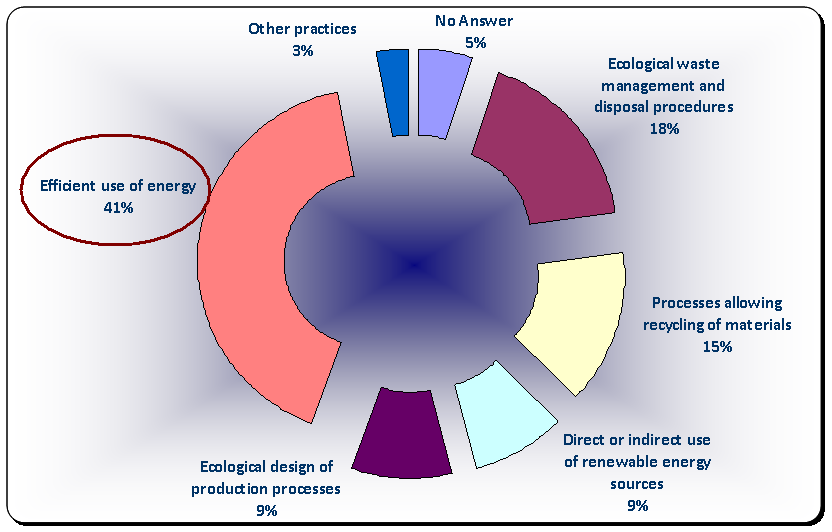 No Answer
5%
Ecological waste
management and
disposal procedures
18%
Processes allowing
recycling of materials
15%
Direct or indirect use
of renewable energy
sources
9%
Ecological design of
production processes
9%
Efficient use of energy
41%
Other practices
3%